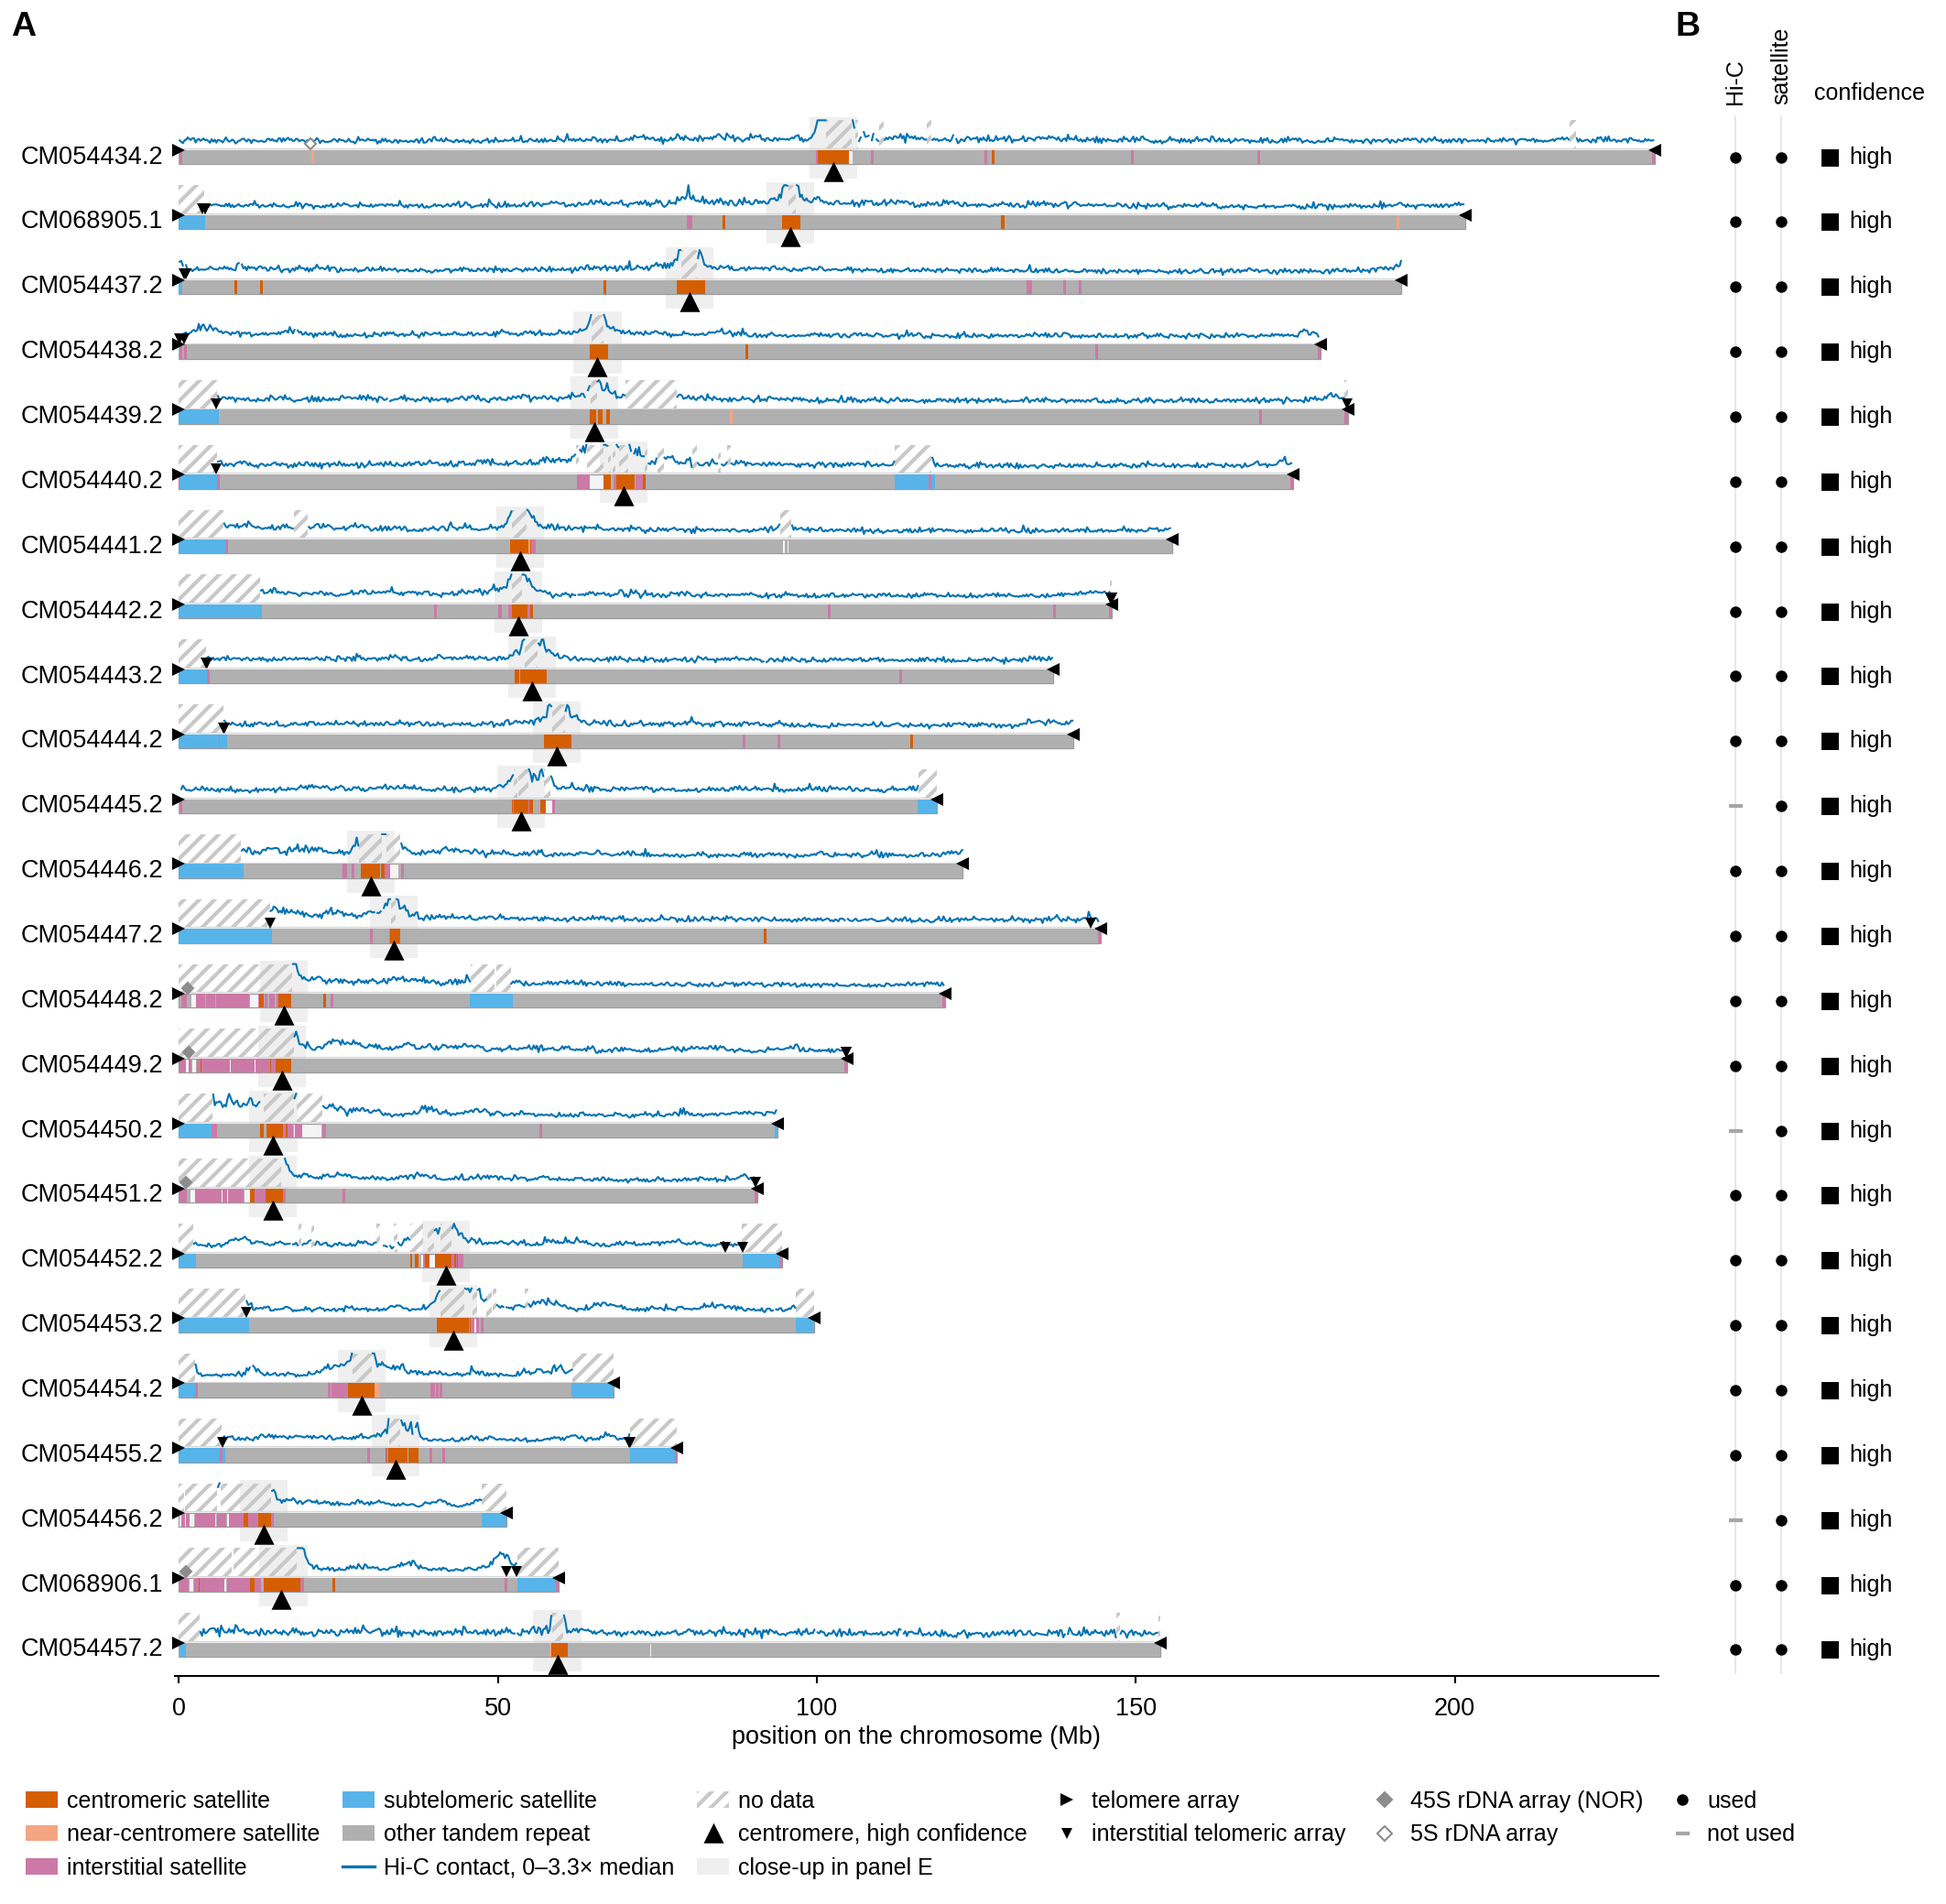 A
B
Hi-C
satellite
confidence
CM054434.2 high
CM068905.1 high
CM054437.2 high
CM054438.2 high
CM054439.2 high
CM054440.2 high
CM054441.2 high
CM054442.2 high
CM054443.2 high
CM054444.2 high
CM054445.2 high
CM054446.2 high
CM054447.2 high
CM054448.2 high
CM054449.2 high
CM054450.2 high
CM054451.2 high
CM054452.2 high
CM054453.2 high
CM054454.2 high
CM054455.2 high
CM054456.2 high
CM068906.1 high
CM054457.2 high
0 50 100 150 200
position on the chromosome (Mb)
centromeric satellite subtelomeric satellite no data telomere array 45S rDNA array (NOR) used
near-centromere satellite other tandem repeat centromere, high confidence interstitial telomeric array 5S rDNA array not used
interstitial satellite Hi-C contact, 0–3.3× median close-up in panel E